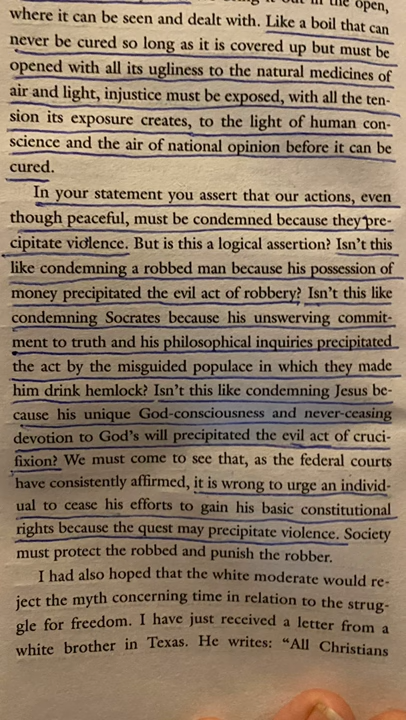 in the open,
where it can be seen and dealt with. Like a boil that can
never be cured so long as it is covered up but must be
opened with all its ugliness to the natural medicines of
air and light, injustice must be exposed, with all the ten-
sion its exposure creates, to the light of human con-
science and the air of national opinion before it can be
cured.
In your statement you assert that our actions, even
though peaceful, must be condemned because they pre-
cipitate violence. But is this a logical assertion? Isn't this
like condemning a robbed man because his possession of
money precipitated the evil act of robbery? Isn't this like
condemning Socrates because his unswerving commit-
ment to truth and his philosophical inquiries precipitated
the act by the misguided populace in which they made
him drink hemlock? Isn't this like condemning Jesus be-
cause his unique God-consciousness and never-ceasing
devotion to God's will precipitated the evil act of cruci-
fixion? We must come to see that, as the federal courts
have consistently affirmed, it is wrong to urge an individ-
ual to cease his efforts to gain his basic constitutional
rights because the quest may precipitate violence. Society
must protect the robbed and punish the robber.
I had also hoped that the white moderate would re-
ject the myth concerning time in relation to the strug-
gle for freedom. I have just received a letter from a
white brother in Texas. He writes: "All Christians